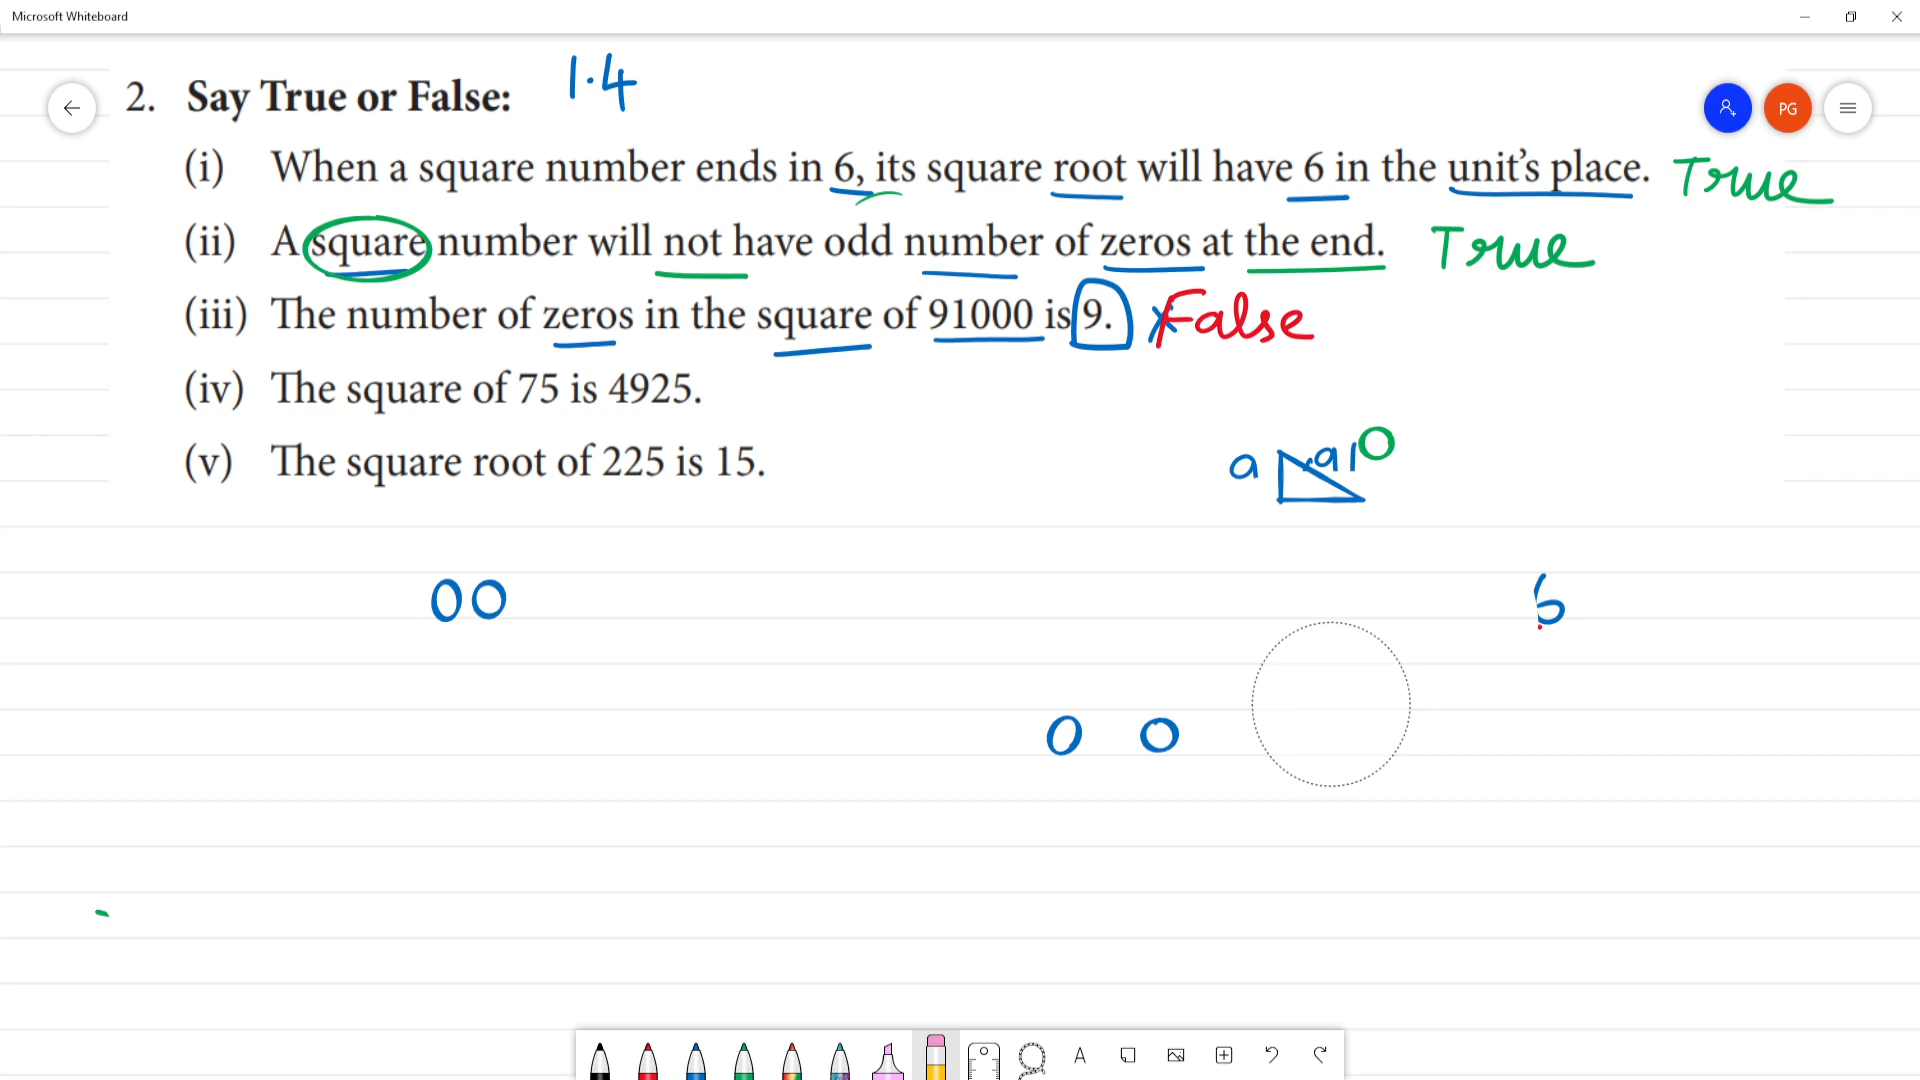 Microsoft Whiteboard
2. Say True or False: 1.4
PG
(i) When a square number ends in 6, its square root will have 6 in the unit's place. True
(ii) A square number will not have odd number of zeros at the end. True
(iii) The number of zeros in the square of 91000 is 9. False
(iv) The square of 75 is 4925.
(v) The square root of 225 is 15.
00
6
0 0
A